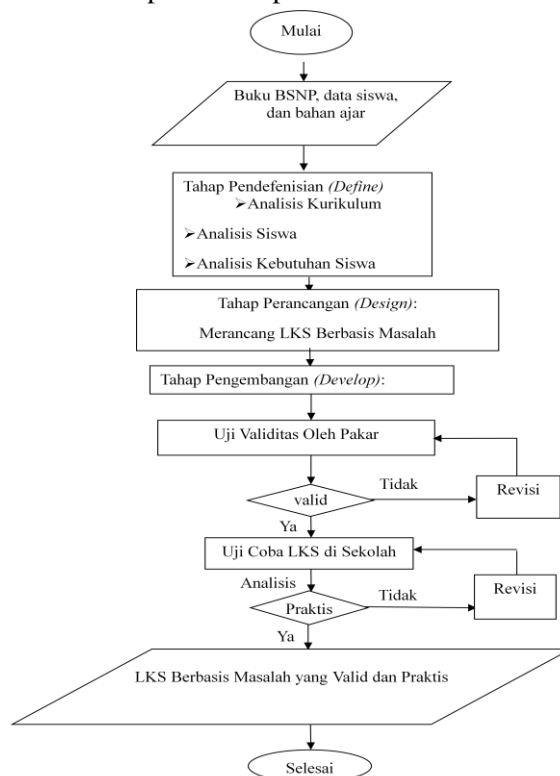 Mulai
Buku BSNP, data siswa,
dan bahan ajar
Tahap Pendefenisian (Define)
➢Analisis Kurikulum
➢Analisis Siswa
➢Analisis Kebutuhan Siswa
Tahap Perancangan (Design):
Merancang LKS Berbasis Masalah
Tahap Pengembangan (Develop):
Uji Validitas Oleh Pakar
valid
Tidak
Revisi
Ya
Uji Coba LKS di Sekolah
Analisis
Praktis
Tidak
Revisi
Ya
LKS Berbasis Masalah yang Valid dan Praktis
Selesai